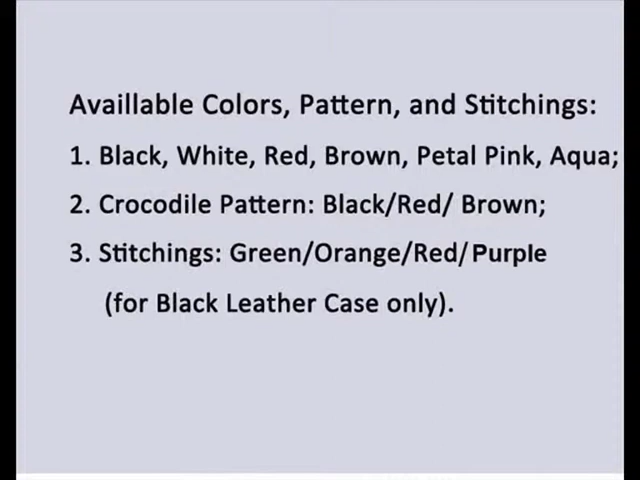 Availlable Colors, Pattern, and Stitchings:
1. Black, White, Red, Brown, Petal Pink, Aqua;
2. Crocodile Pattern: Black/Red/ Brown;
3. Stitchings: Green/Orange/Red/Purple
(for Black Leather Case only).